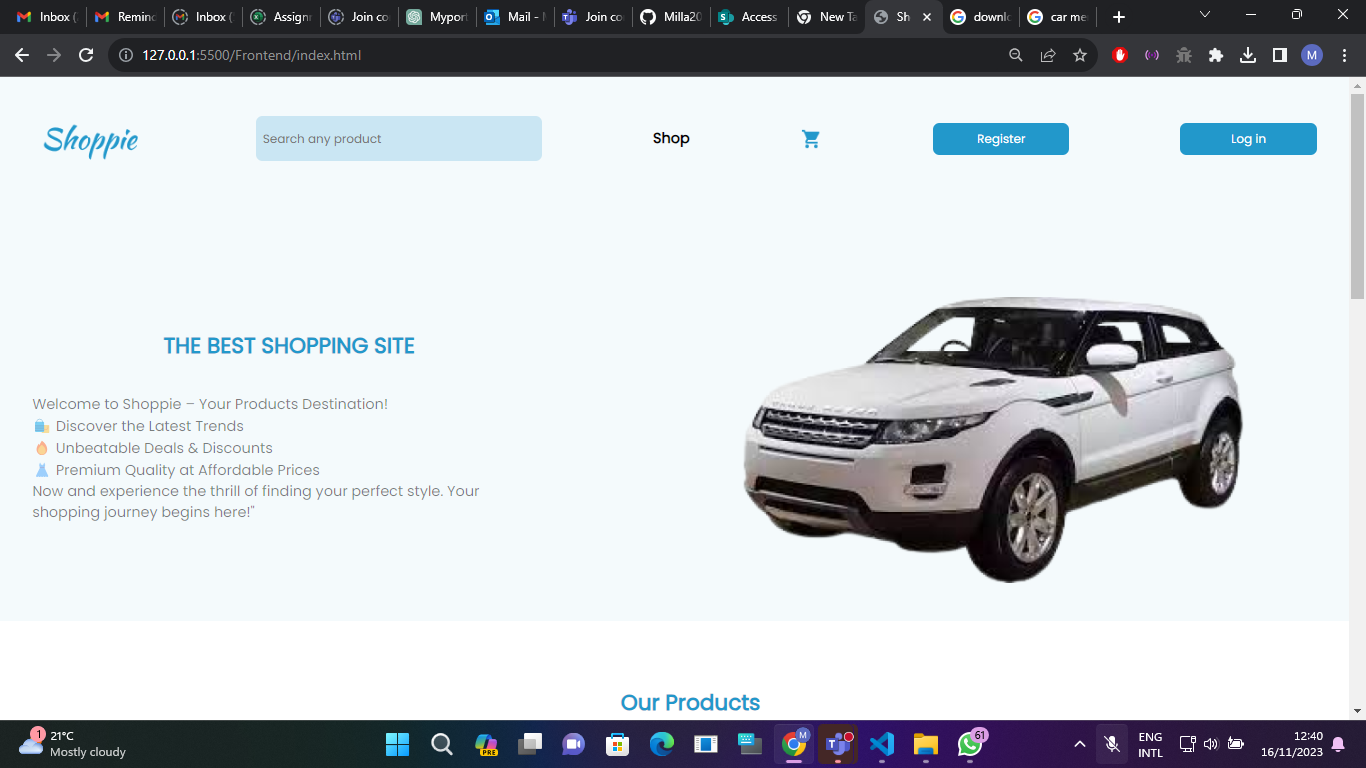 Inbox (
Remind
Inbox (
Assignm
Join co
Myport
Mail - M
Join co
Milla20
Access
New Ta
Sh
downlo
car me
127.0.0.1:5500/Frontend/index.html
M
Shoppie
Search any product
Shop
Register
Log in
THE BEST SHOPPING SITE
Welcome to Shoppie – Your Products Destination!
🛍️ Discover the Latest Trends
🔥 Unbeatable Deals & Discounts
👗 Premium Quality at Affordable Prices
Now and experience the thrill of finding your perfect style. Your
shopping journey begins here!"
Our Products
1
21°C
Mostly cloudy
PRE
M
61
ENG
INTL
12:40
16/11/2023